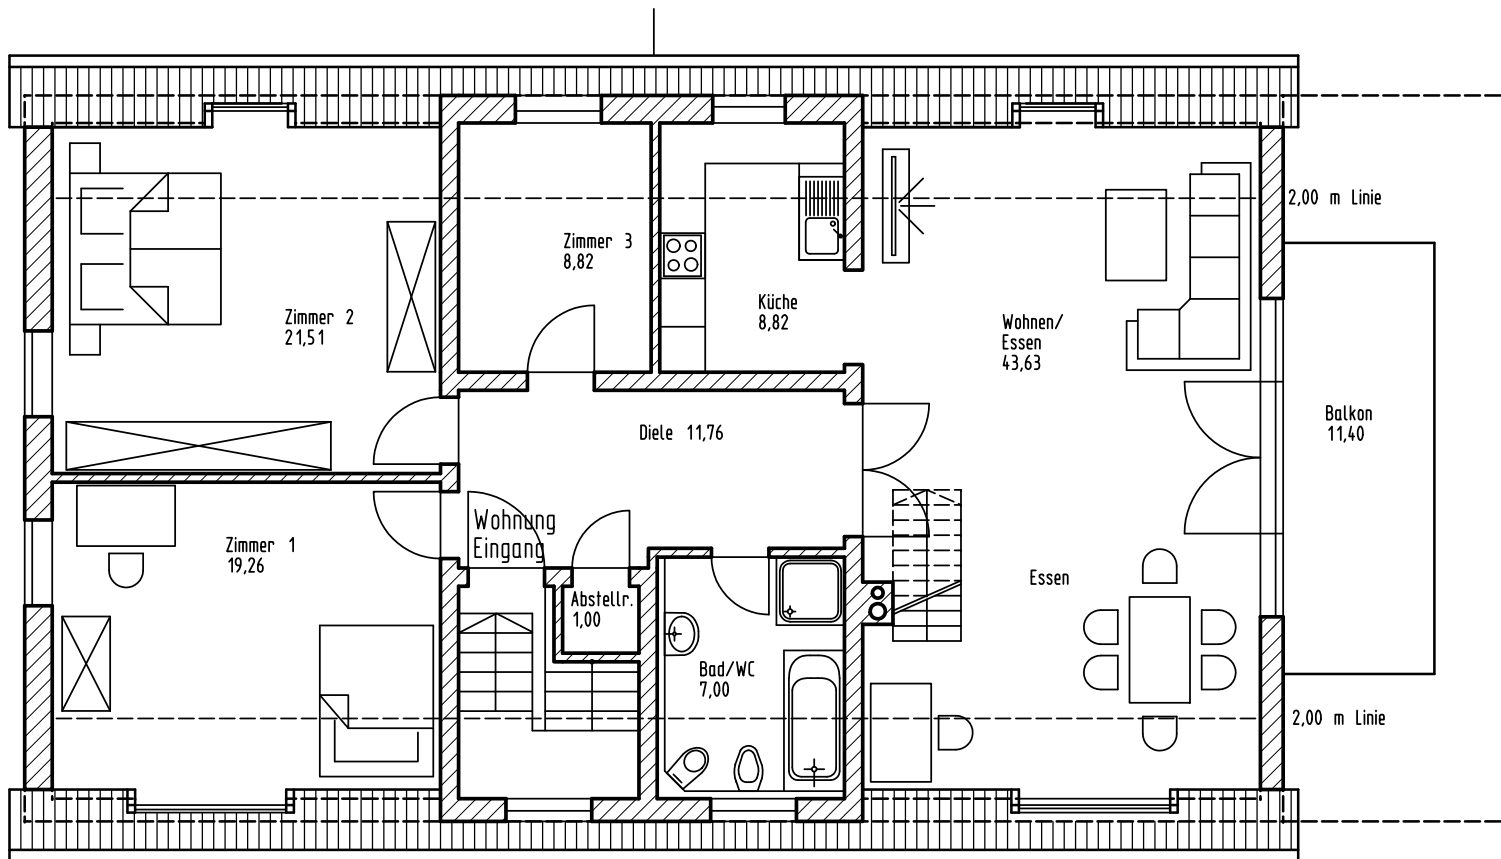 2,00 m Linie
Zimmer 3
8,82
Küche
8,82
Zimmer 2
21,51
Wohnen/
Essen
43,63
Balkon
11,40
Diele 11,76
Wohnung
Eingang
Zimmer 1
19,26
Essen
Abstellr.
1,00
Bad/WC
7,00
2,00 m Linie